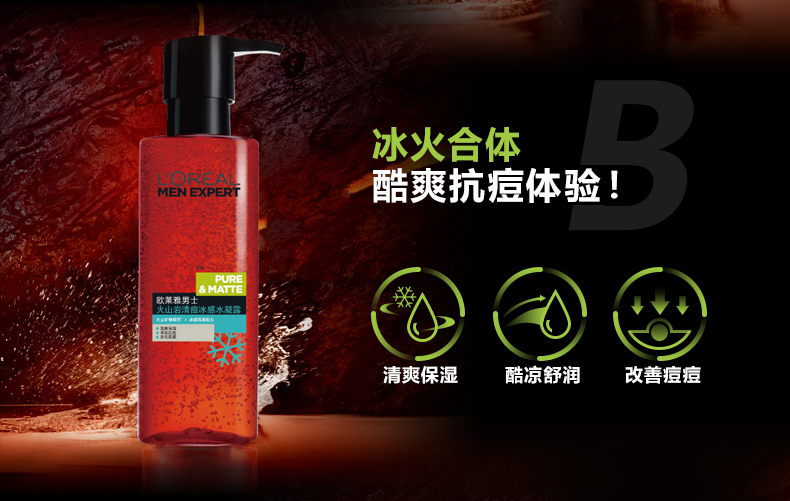 B
冰火合体
酷爽抗痘体验！
L'ORÉAL
MEN EXPERT
PURE
& MATTE
欧莱雅男士
火山岩清痘冰感水凝露
清爽保湿
酷凉舒润
改善痘痘